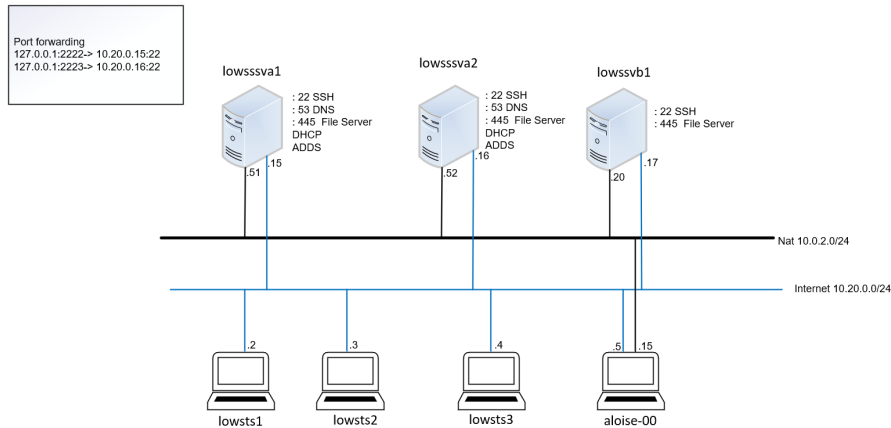 Port forwarding
127.0.0.1:2222-> 10.20.0.15:22
127.0.0.1:2223-> 10.20.0.16:22
lowsssva1
: 22 SSH
: 53 DNS
: 445 File Server
DHCP
ADDS
.15
.51
lowsssva2
: 22 SSH
: 53 DNS
: 445 File Server
DHCP
ADDS
.16
.52
lowssvb1
: 22 SSH
: 445 File Server
.17
.20
Nat 10.0.2.0/24
Internet 10.20.0.0/24
.2
.3
.4
.5
.15
lowsts1
lowsts2
lowsts3
aloise-00